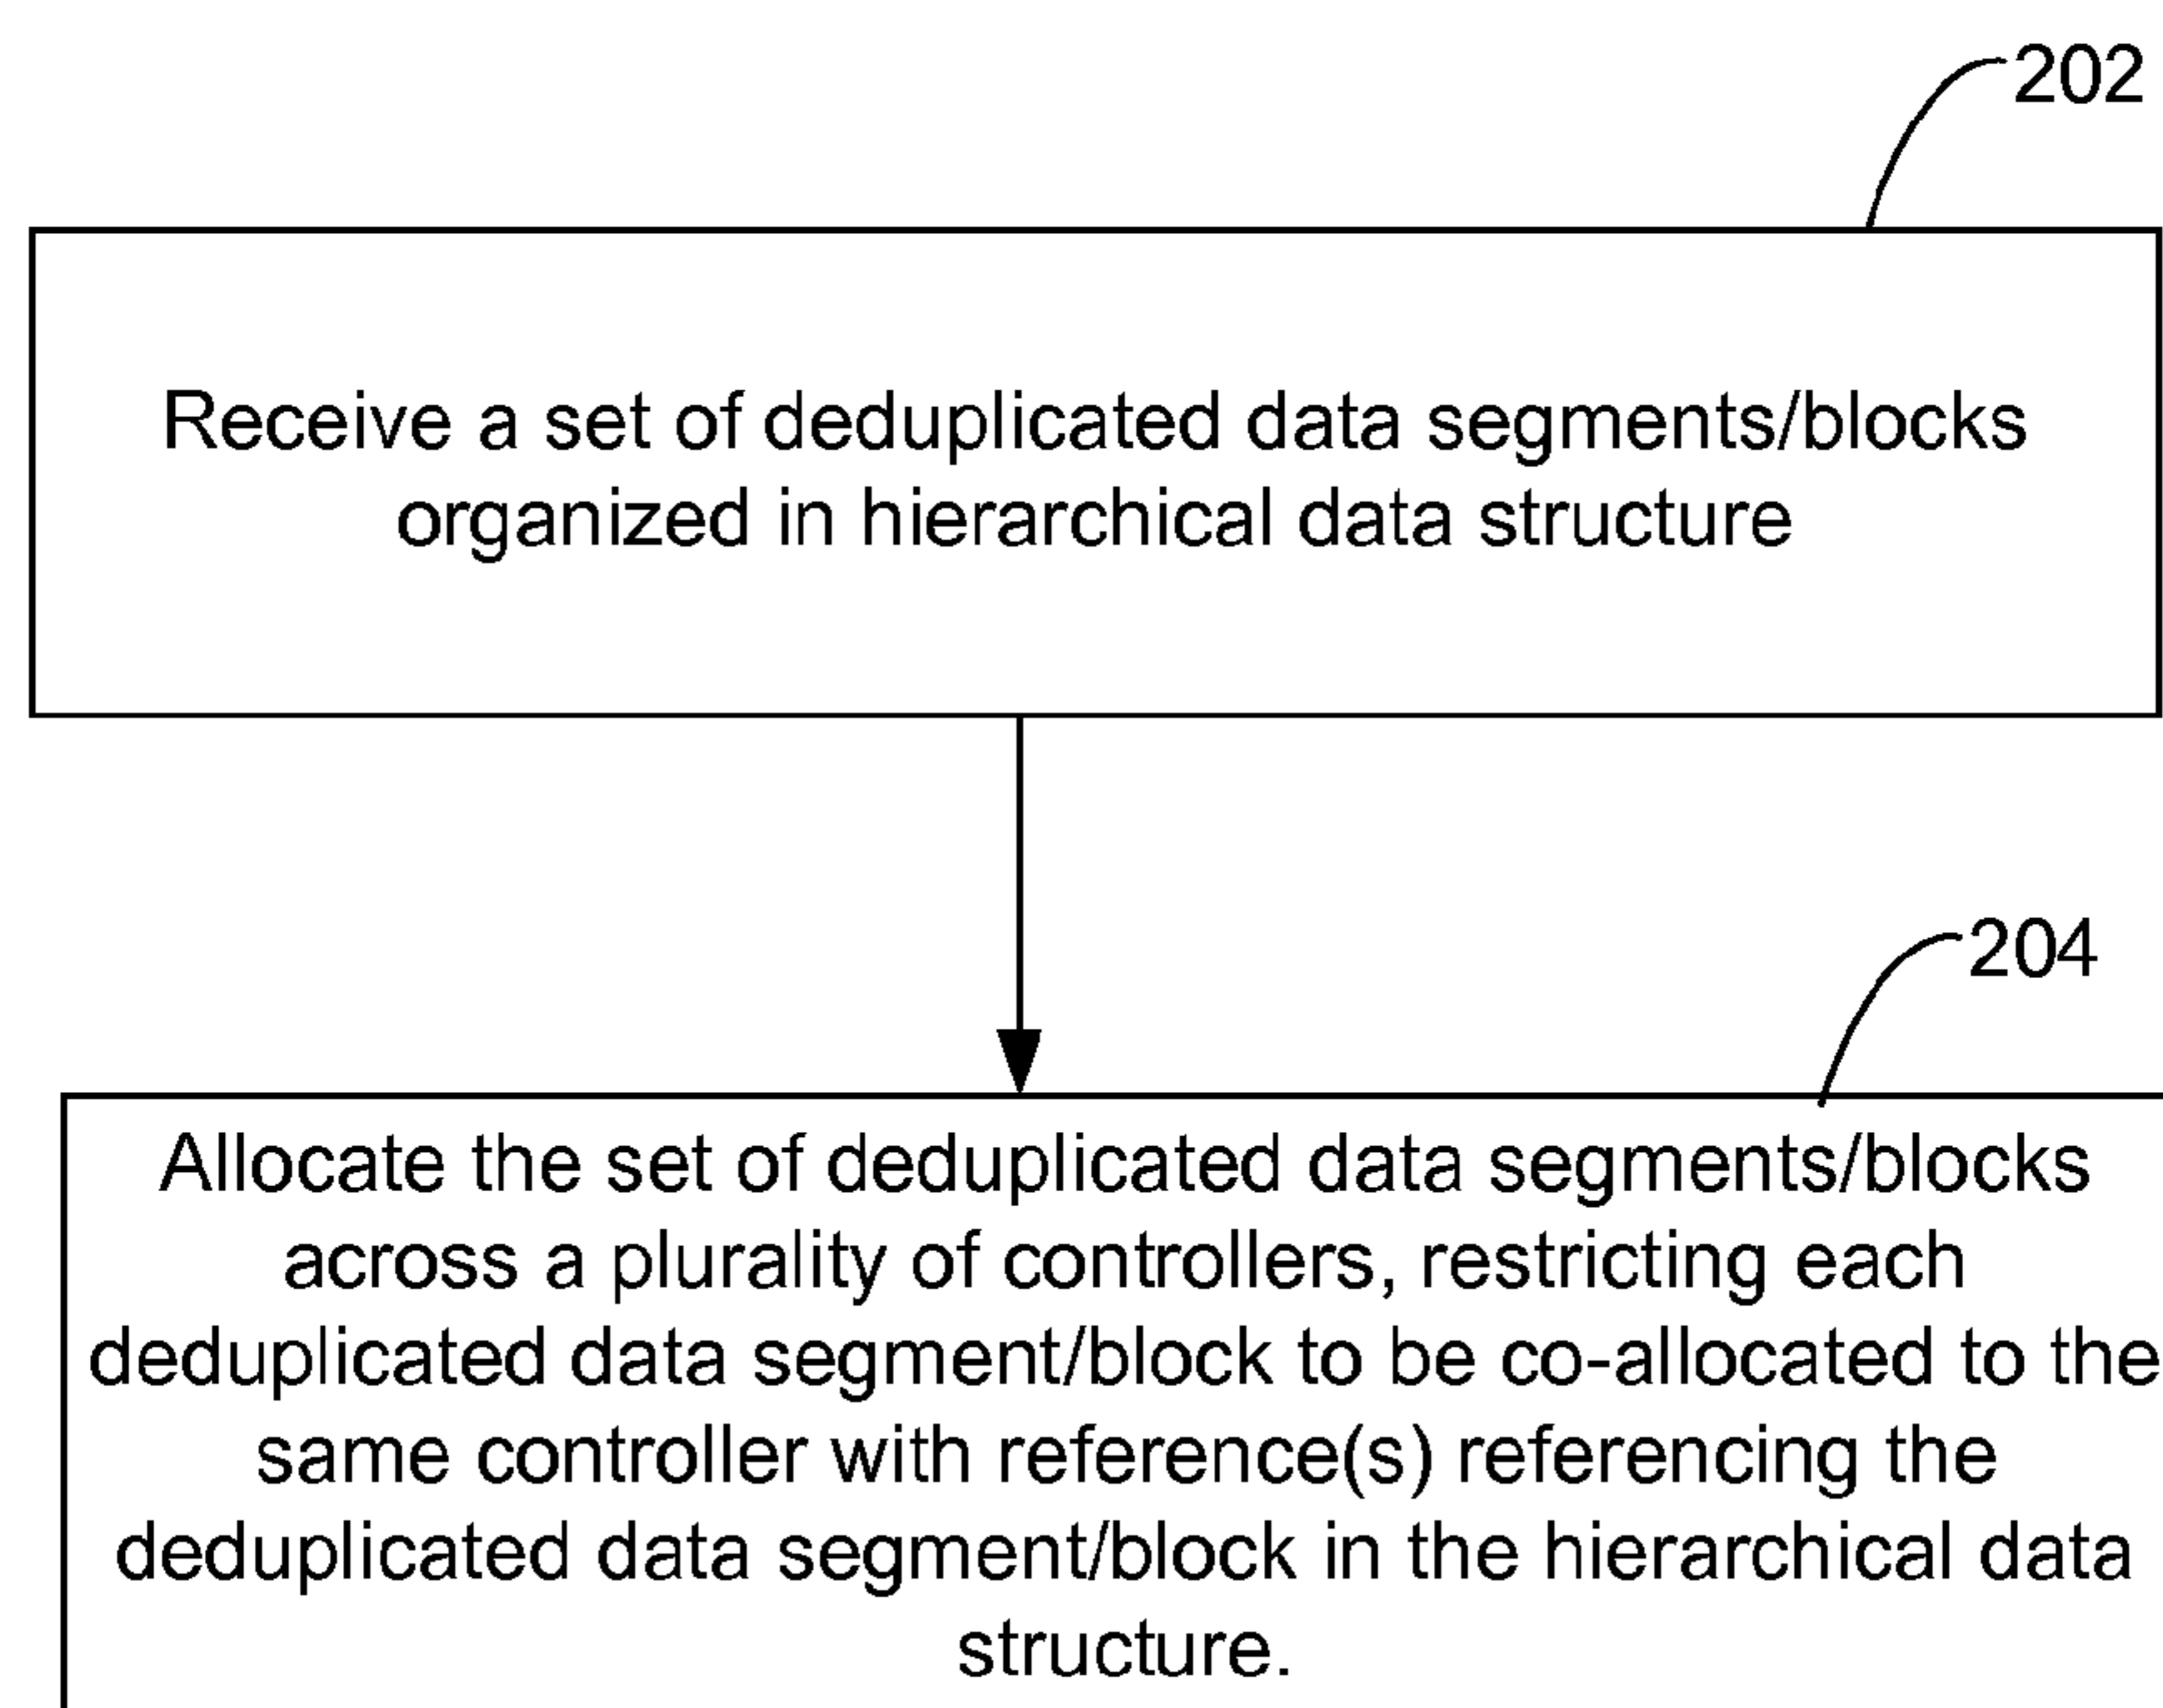 202
Receive a set of deduplicated data segments/blocks
organized in hierarchical data structure
204
Allocate the set of deduplicated data segments/blocks
across a plurality of controllers, restricting each
deduplicated data segment/block to be co-allocated to the
same controller with reference(s) referencing the
deduplicated data segment/block in the hierarchical data
structure.